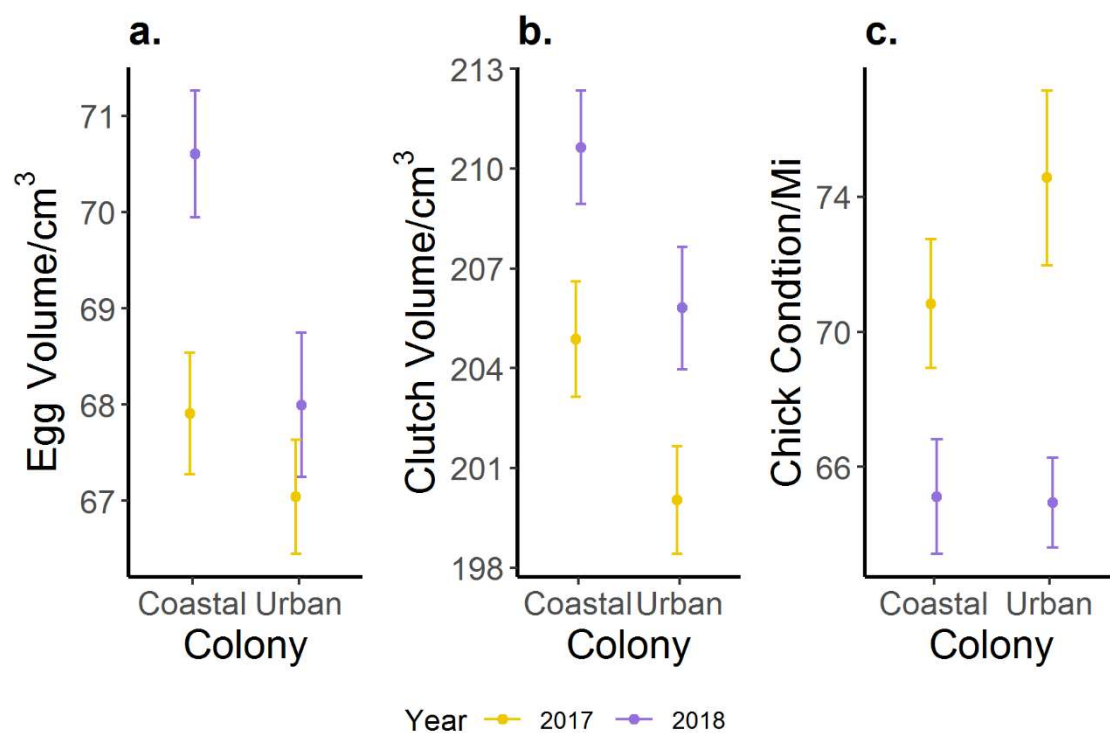 a.
Egg Volume/cm³
71
70
69
68
67
Coastal Urban
Colony
b.
Clutch Volume/cm³
213
210
207
204
201
198
Coastal Urban
Colony
c.
Chick Condtion/Mi
74
70
66
Coastal Urban
Colony
Year 2017 2018